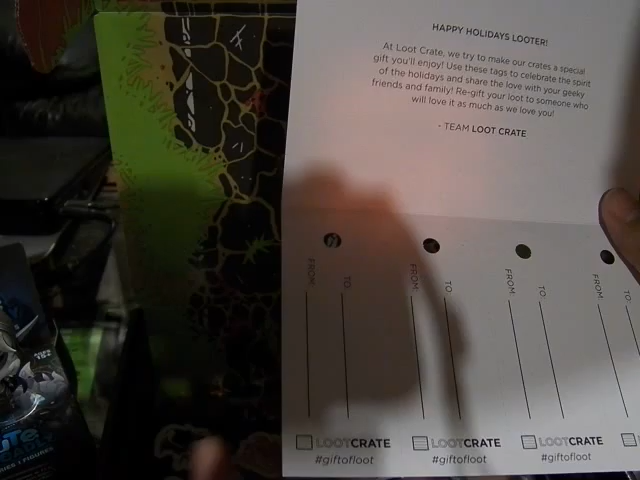 HAPPY HOLIDAYS LOOTER!
At Loot Crate, we try to make our crates a special
gift you'll enjoy! Use these tags to celebrate the spirit
of the holidays and share the love with your geeky
friends and family! Re-gift your loot to someone who
will love it as much as we love you!
- TEAM LOOT CRATE
FROM: TO: FROM: TO: FROM: TO: FROM: TO:
LOOTCRATE LOOTCRATE LOOTCRATE
#giftofloot #giftofloot #giftofloot